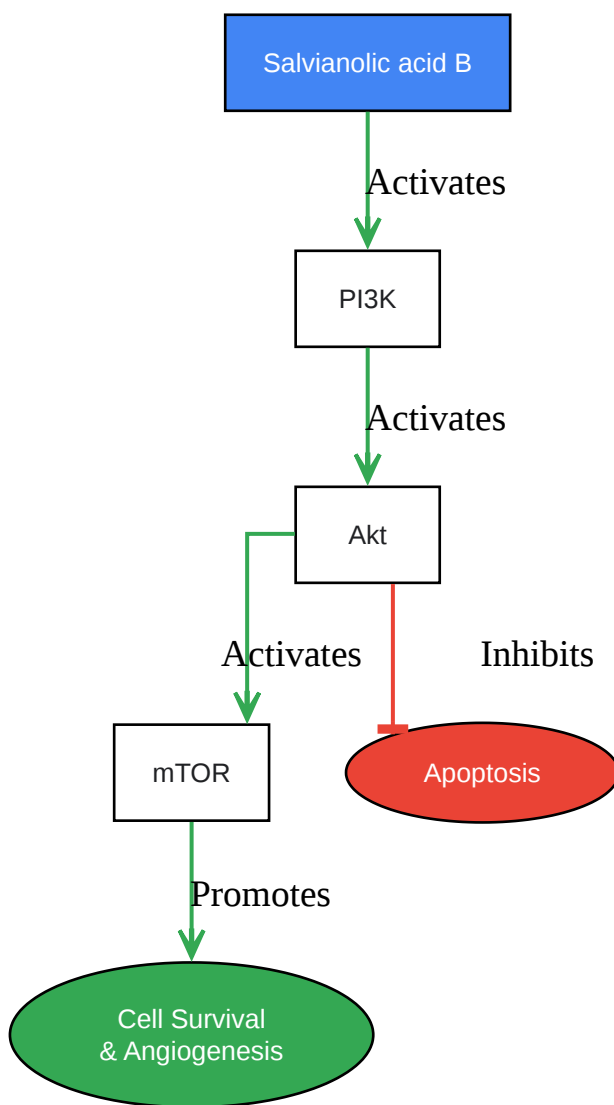 Salvianolic acid B
Activates
PI3K
Activates
Akt
Activates
Inhibits
mTOR
Apoptosis
Promotes
Cell Survival
& Angiogenesis